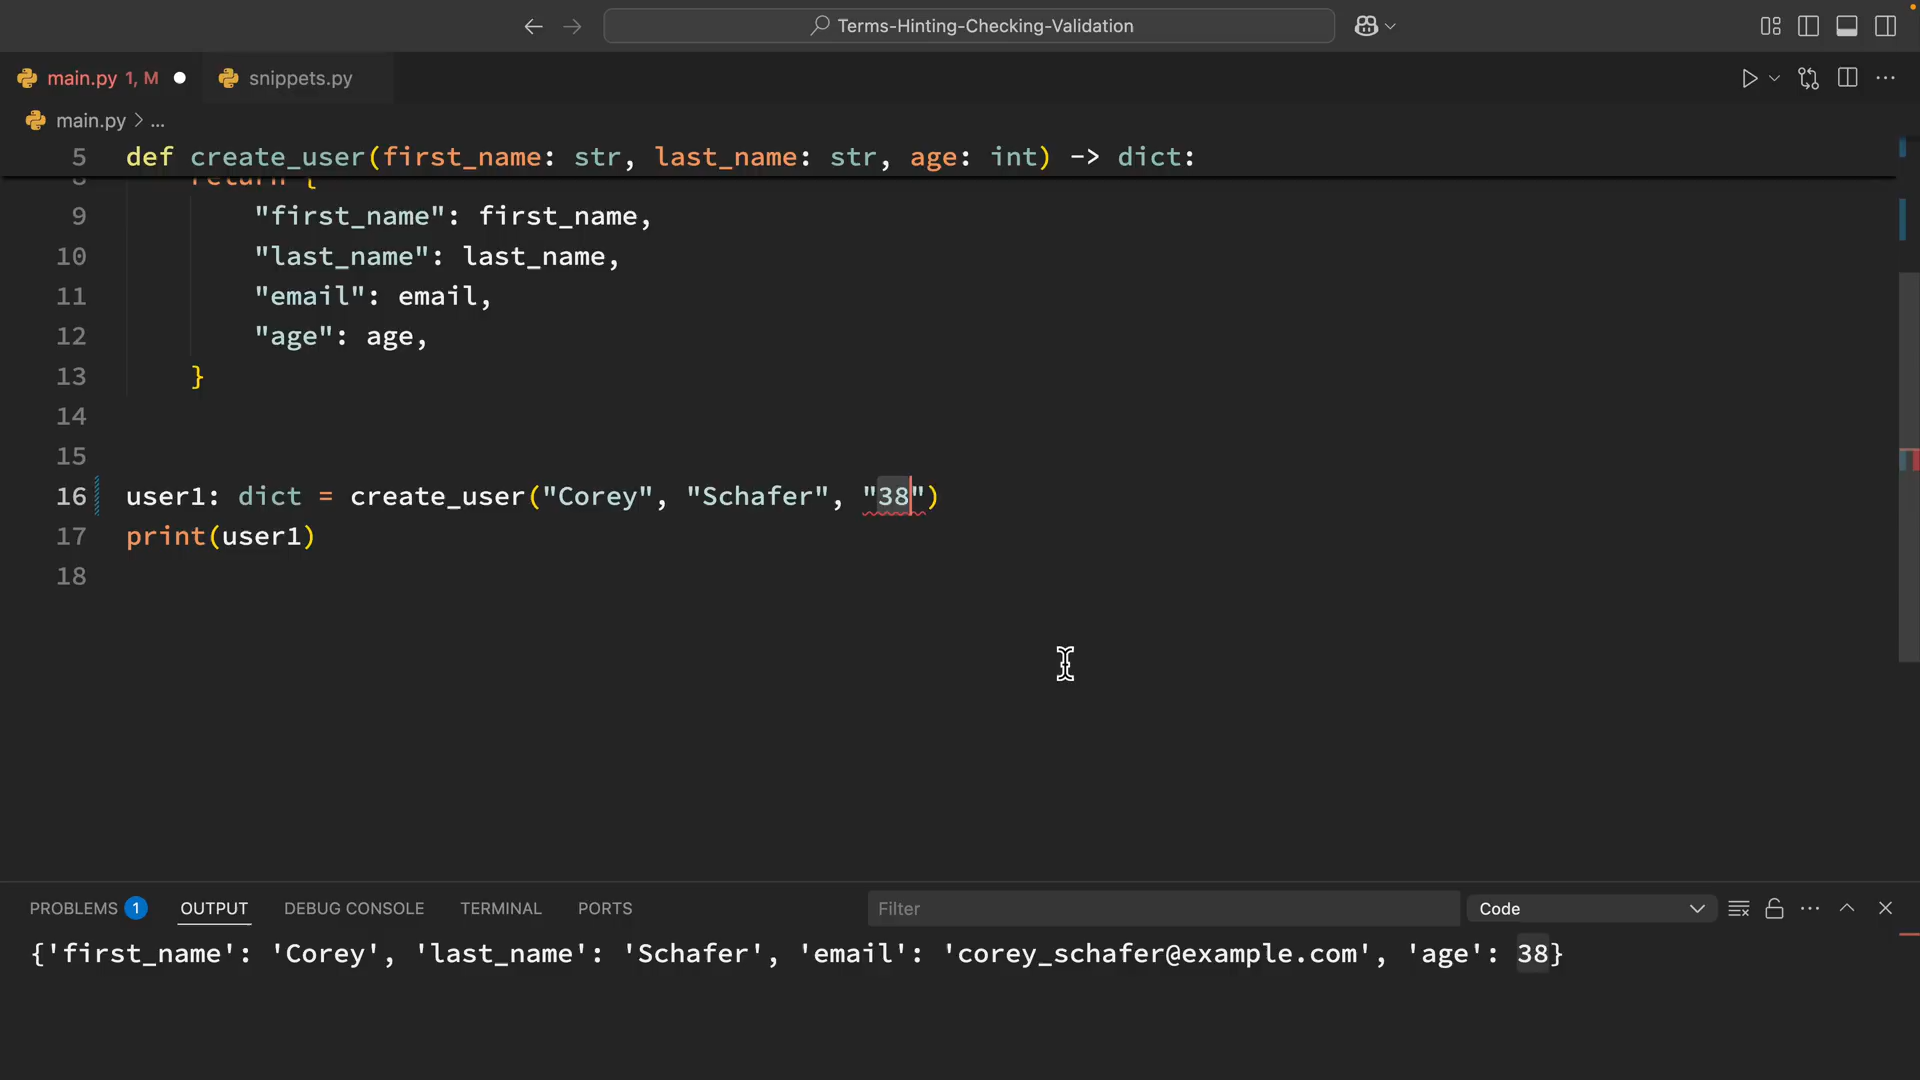 Terms-Hinting-Checking-Validation
main.py 1, M
snippets.py
main.py > ...
5 def create_user(first_name: str, last_name: str, age: int) -> dict:
8 return {
9 "first_name": first_name,
10 "last_name": last_name,
11 "email": email,
12 "age": age,
13 }
14
15
16 user1: dict = create_user("Corey", "Schafer", "38")
17 print(user1)
18
PROBLEMS 1 OUTPUT DEBUG CONSOLE TERMINAL PORTS Filter Code
{'first_name': 'Corey', 'last_name': 'Schafer', 'email': 'corey_schafer@example.com', 'age': 38}